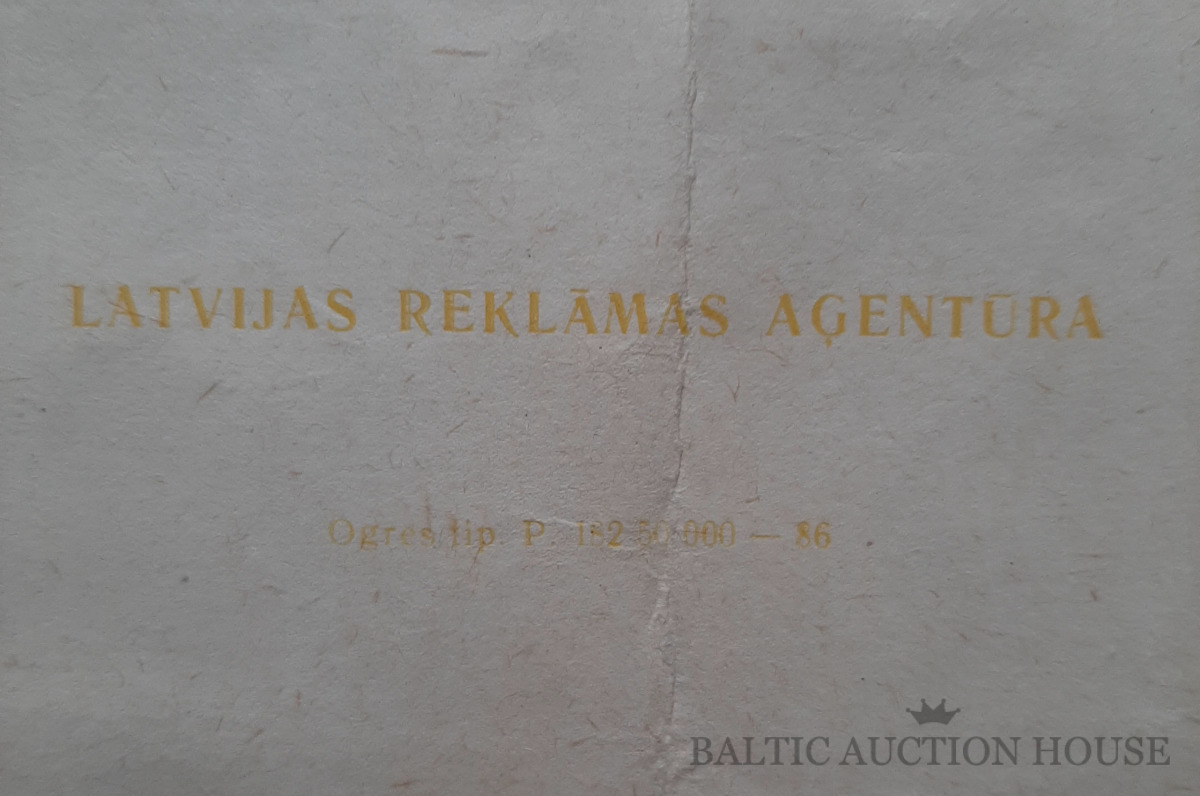 LATVIJAS REKLĀMAS AĢENTŪRA
Ogres tip. P. 182 50 000 — 86
BALTIC AUCTION HOUSE